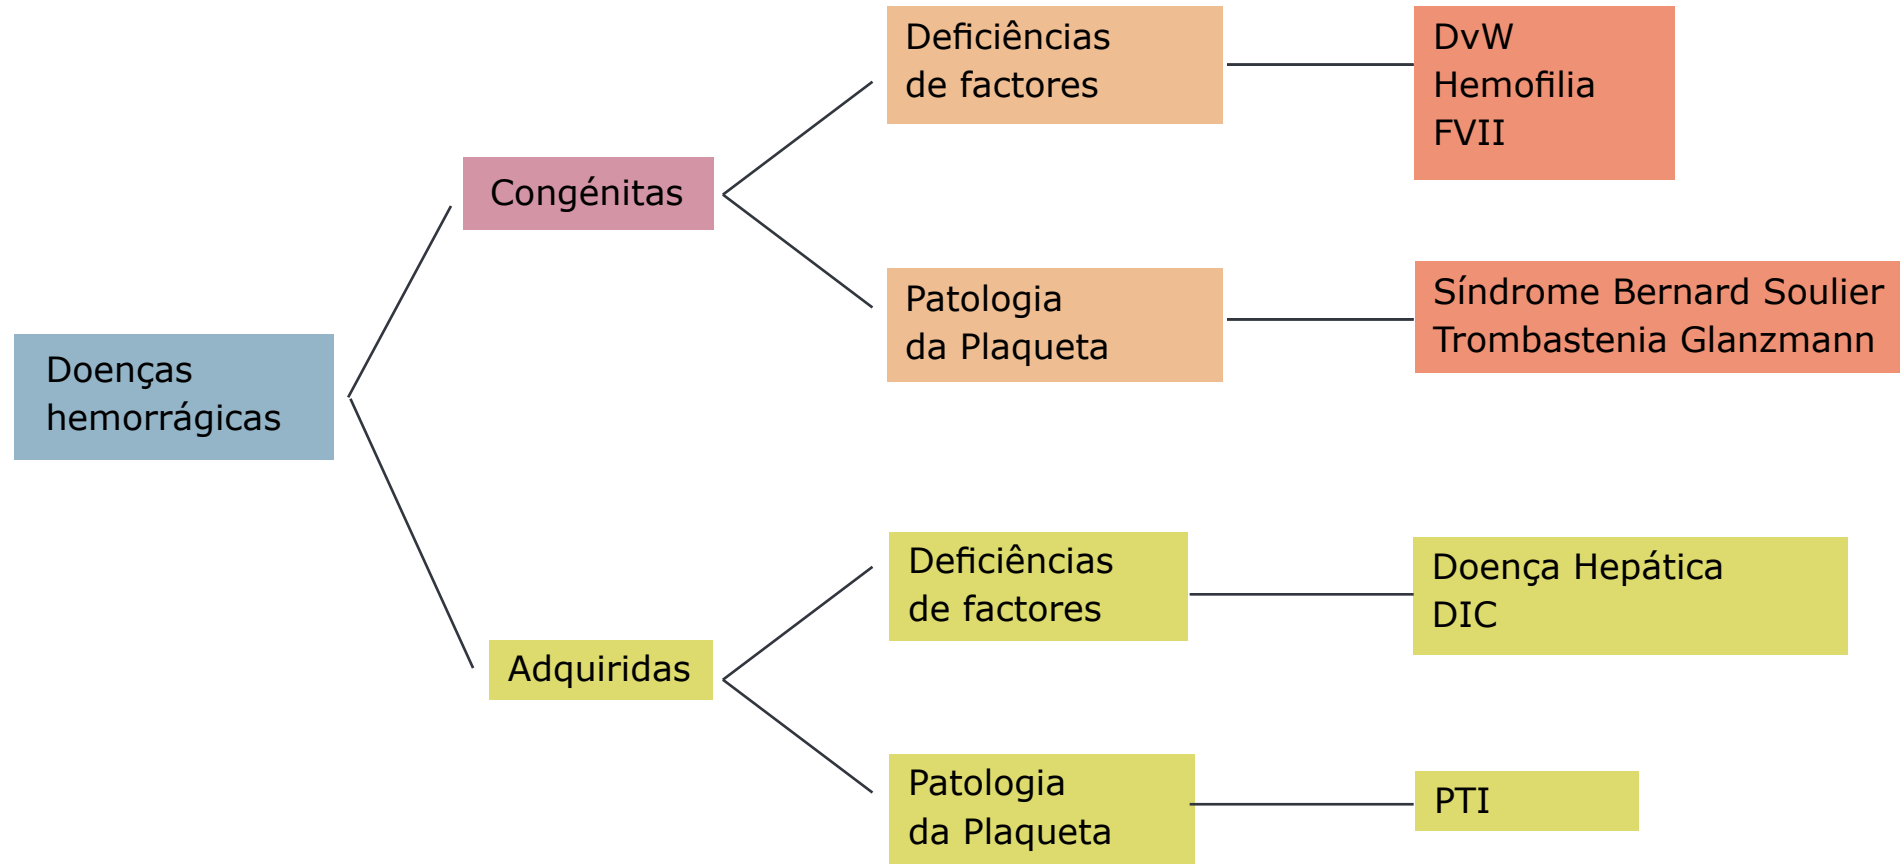 Doenças
hemorrágicas
Congénitas
Deficiências
de factores
DvW
Hemofilia
FVII
Patologia
da Plaqueta
Síndrome Bernard Soulier
Trombastenia Glanzmann
Adquiridas
Deficiências
de factores
Doença Hepática
DIC
Patologia
da Plaqueta
PTI